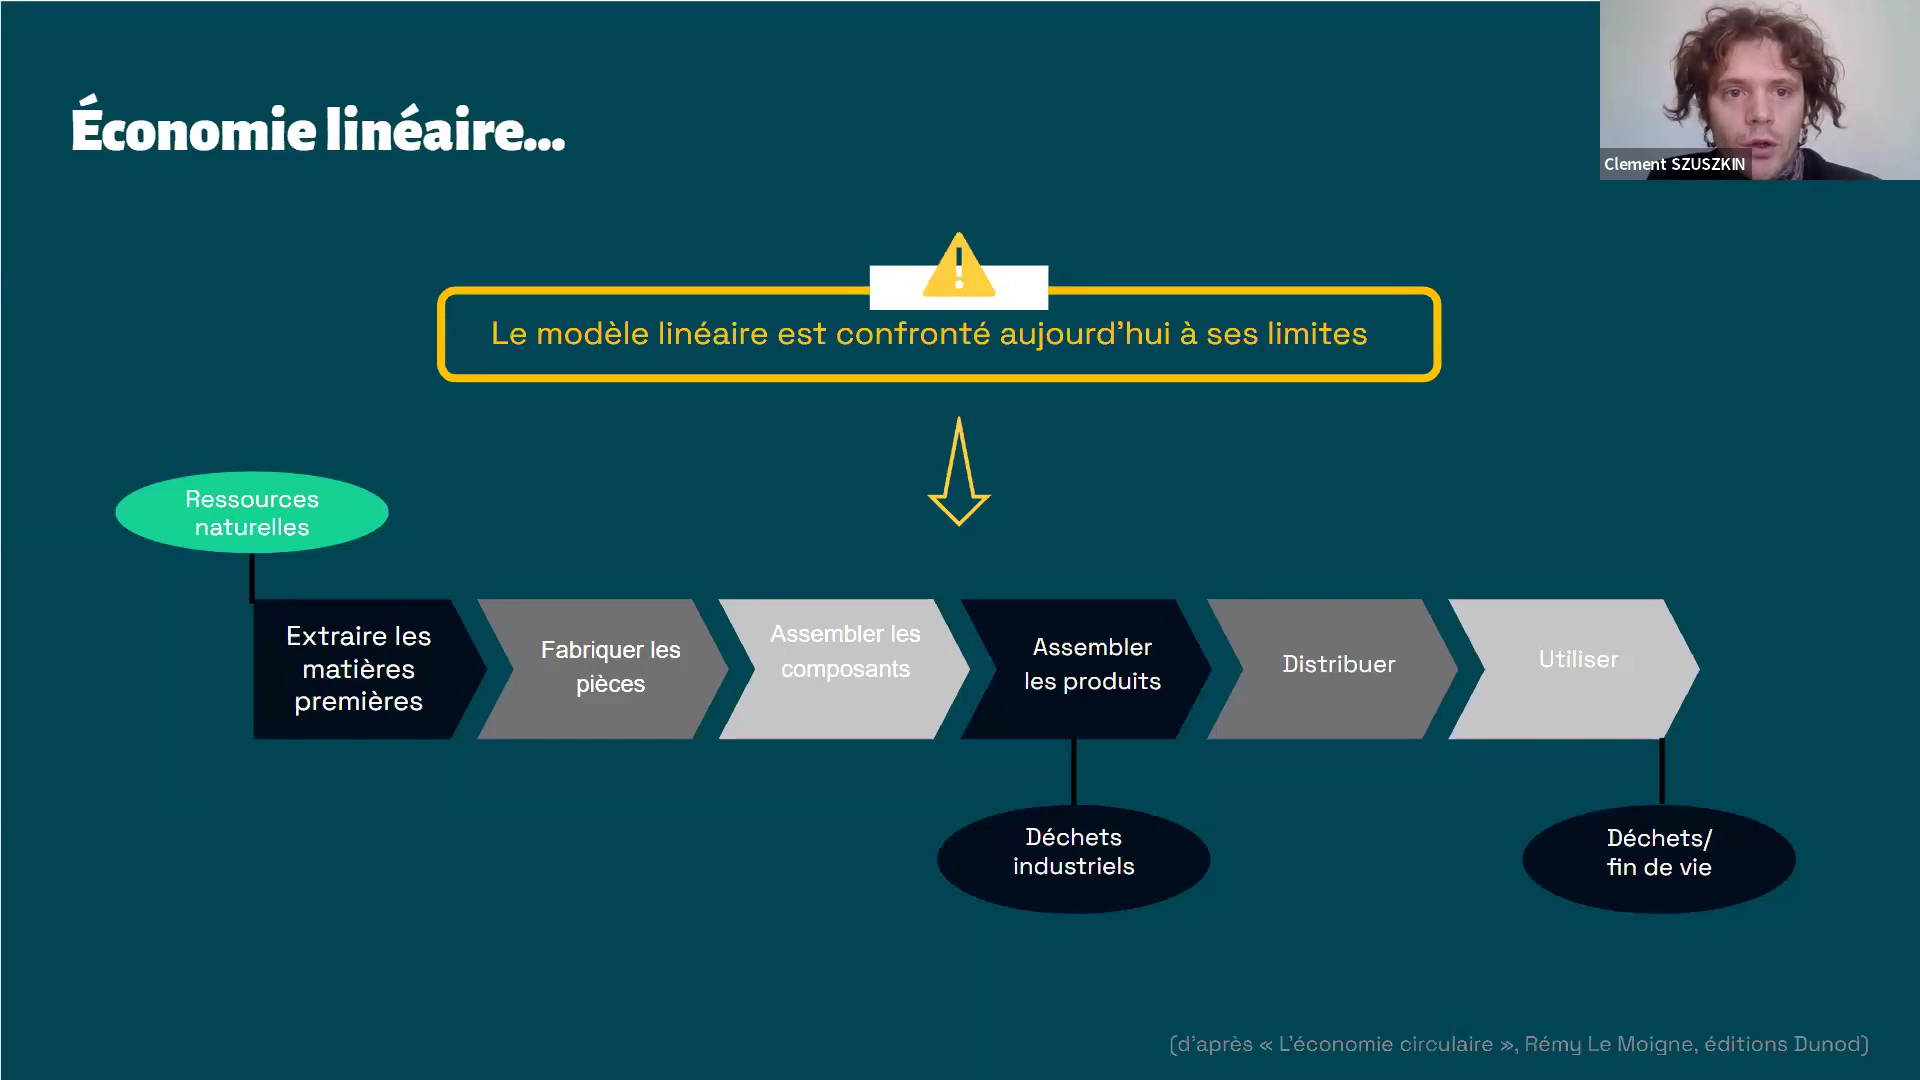 Économie linéaire...
Clement SZUSZKIN
Le modèle linéaire est confronté aujourd'hui à ses limites
Ressources
naturelles
Extraire les
matières
premières
Fabriquer les
pièces
Assembler les
composants
Assembler
les produits
Distribuer
Utiliser
Déchets
industriels
Déchets/
fin de vie
(d'après « L'économie circulaire », Rémy Le Moigne, éditions Dunod)